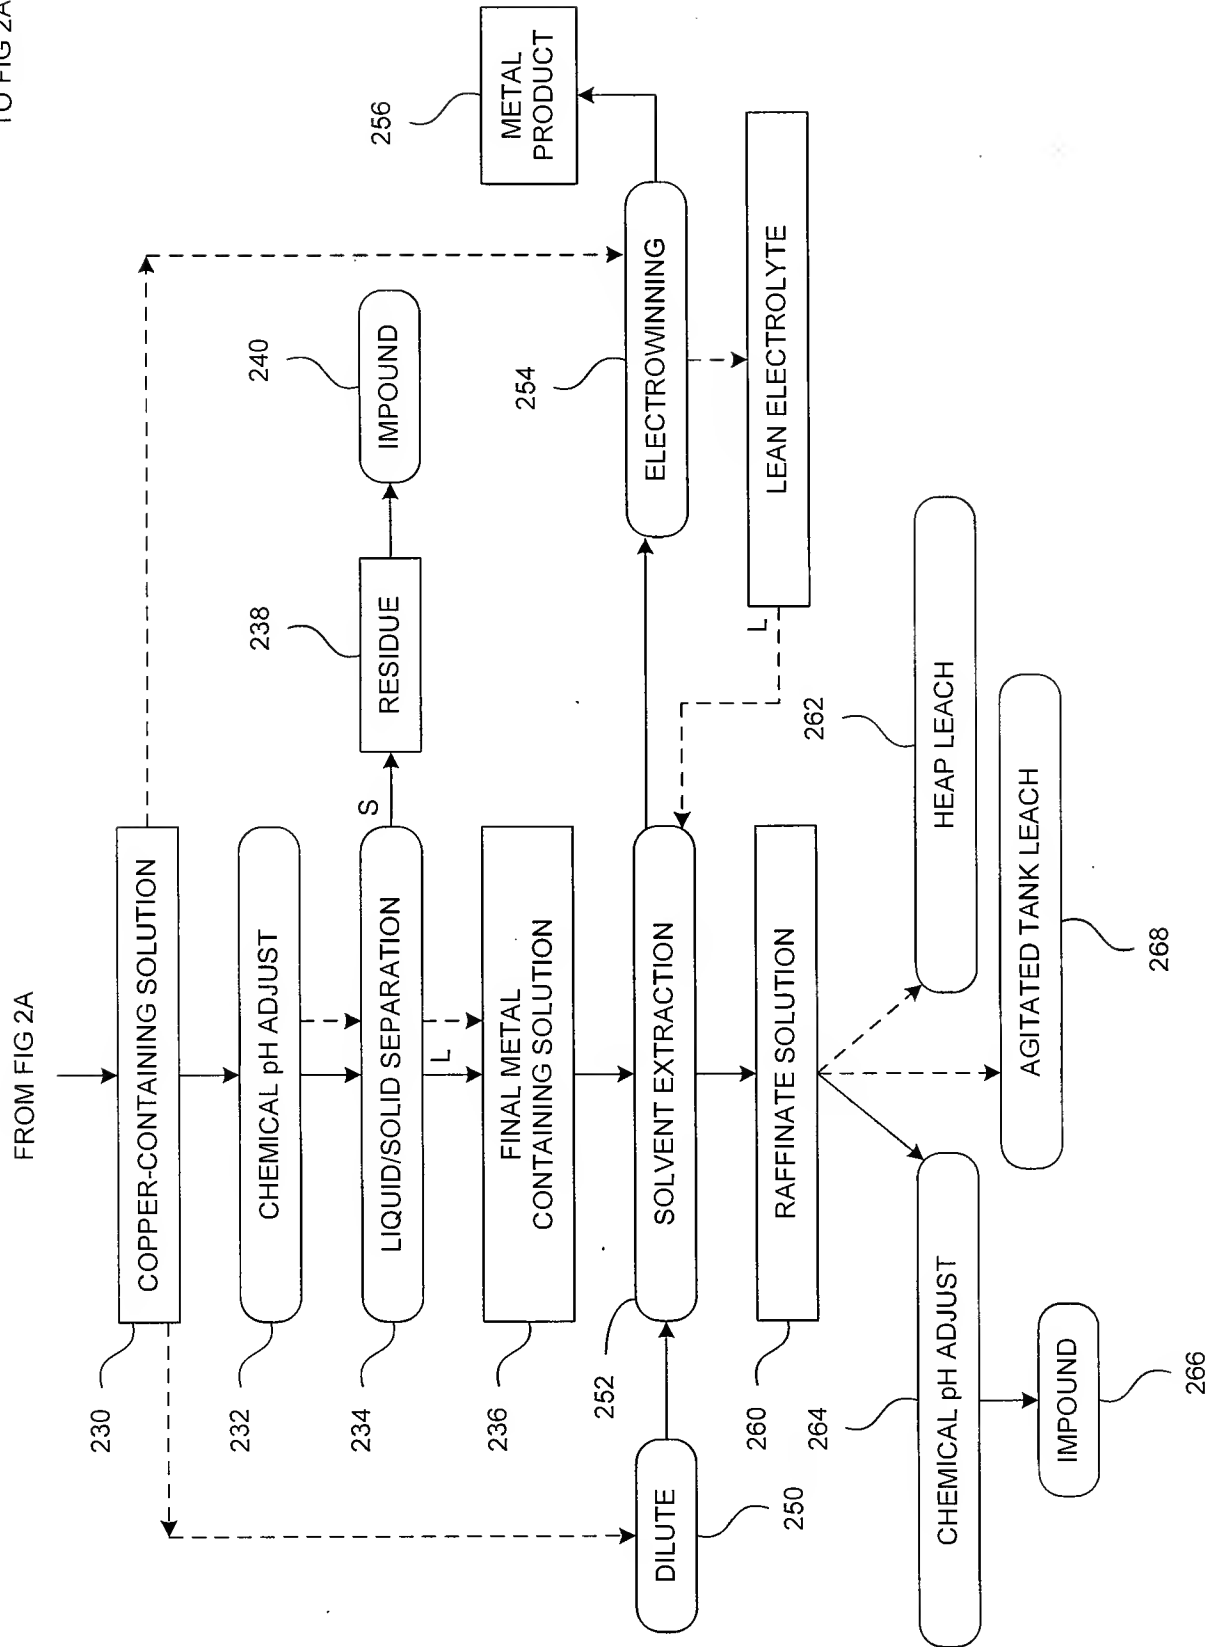 TO FIG 2A
FROM FIG 2A
230
COPPER-CONTAINING SOLUTION
232
CHEMICAL pH ADJUST
234
LIQUID/SOLID SEPARATION
S
238
RESIDUE
240
IMPOUND
L
236
FINAL METAL
CONTAINING SOLUTION
256
METAL
PRODUCT
250
DILUTE
252
SOLVENT EXTRACTION
254
ELECTROWINNING
L
LEAN ELECTROLYTE
260
RAFFINATE SOLUTION
264
CHEMICAL pH ADJUST
262
HEAP LEACH
266
IMPOUND
268
AGITATED TANK LEACH